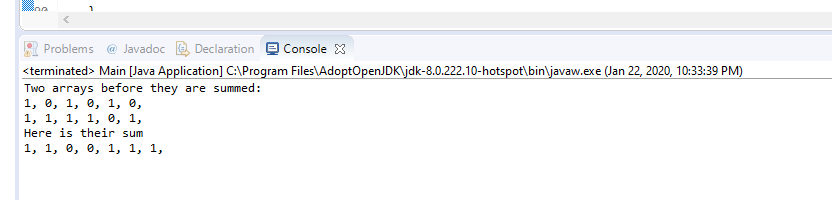 Problems @ Javadoc Declaration Console
<terminated> Main [Java Application] C:\Program Files\AdoptOpenJDK\jdk-8.0.222.10-hotspot\bin\javaw.exe (Jan 22, 2020, 10:33:39 PM)
Two arrays before they are summed:
1, 0, 1, 0, 1, 0,
1, 1, 1, 1, 0, 1,
Here is their sum
1, 1, 0, 0, 1, 1, 1,